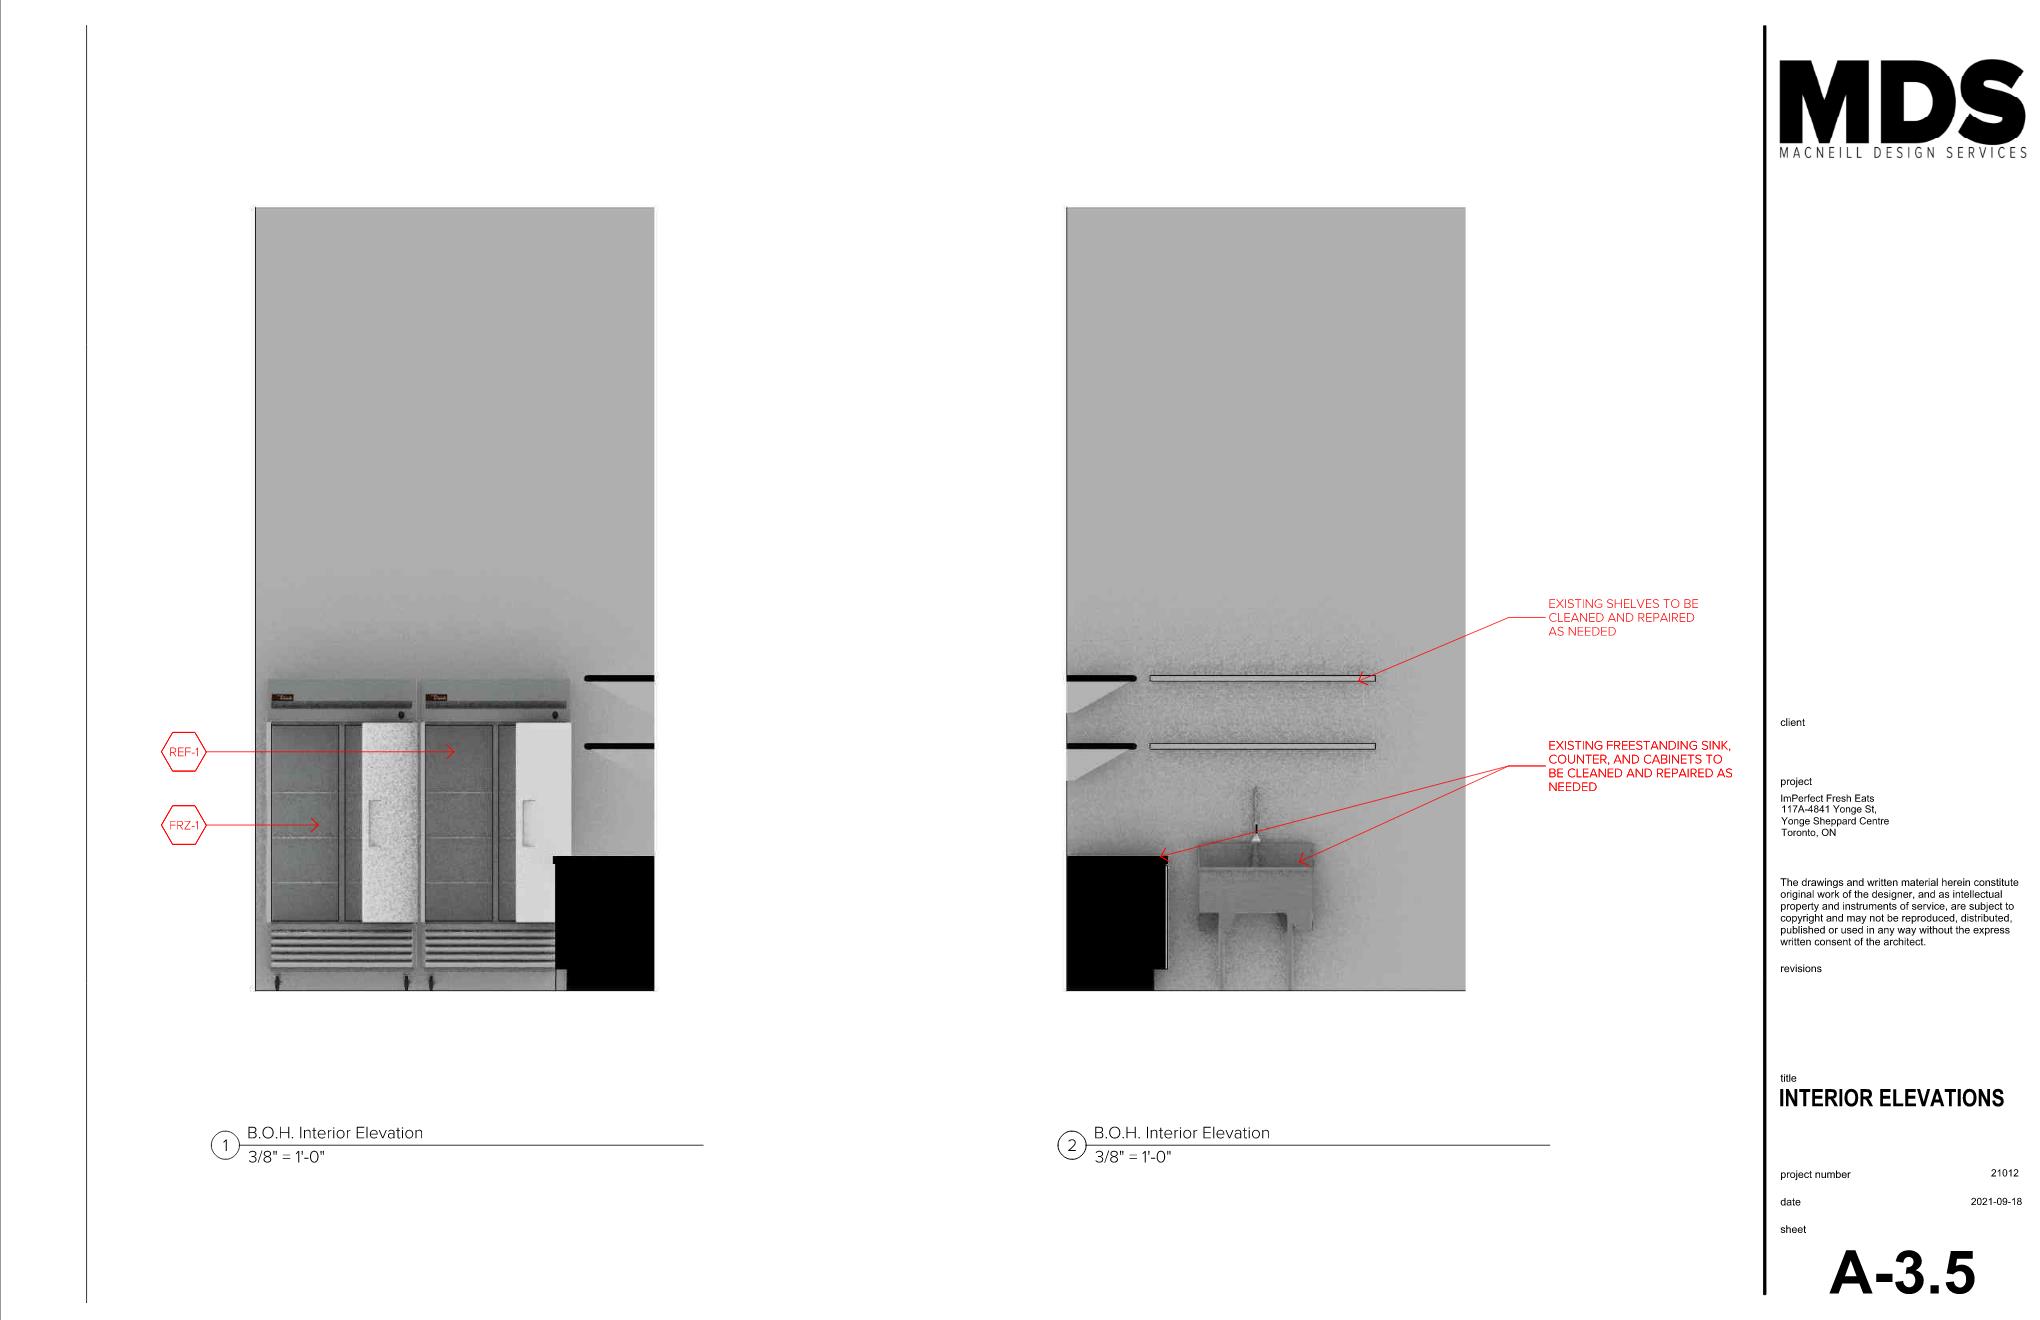 MDS
MACNEILL DESIGN SERVICES
EXISTING SHELVES TO BE
CLEANED AND REPAIRED
AS NEEDED
REF-1
FRZ-1
EXISTING FREESTANDING SINK,
COUNTER, AND CABINETS TO
BE CLEANED AND REPAIRED AS
NEEDED
1
B.O.H. Interior Elevation
3/8" = 1'-0"
2
B.O.H. Interior Elevation
3/8" = 1'-0"
client
project
ImPerfect Fresh Eats
117A-4841 Yonge St,
Yonge Sheppard Centre
Toronto, ON
The drawings and written material herein constitute
original work of the designer, and as intellectual
property and instruments of service, are subject to
copyright and may not be reproduced, distributed,
published or used in any way without the express
written consent of the architect.
revisions
title
INTERIOR ELEVATIONS
project number 21012
date 2021-09-18
sheet
A-3.5